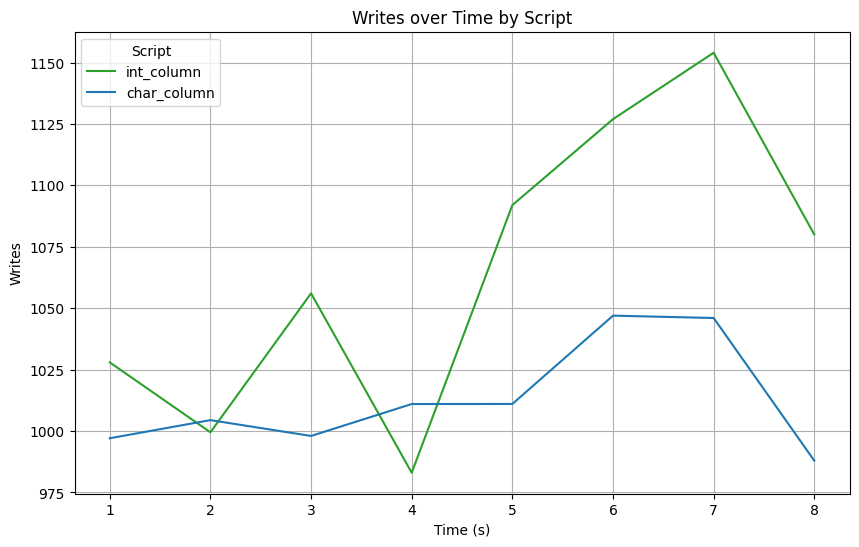 Writes over Time by Script
Script
int_column
char_column
Writes
1150
1125
1100
1075
1050
1025
1000
975
1 2 3 4 5 6 7 8
Time (s)